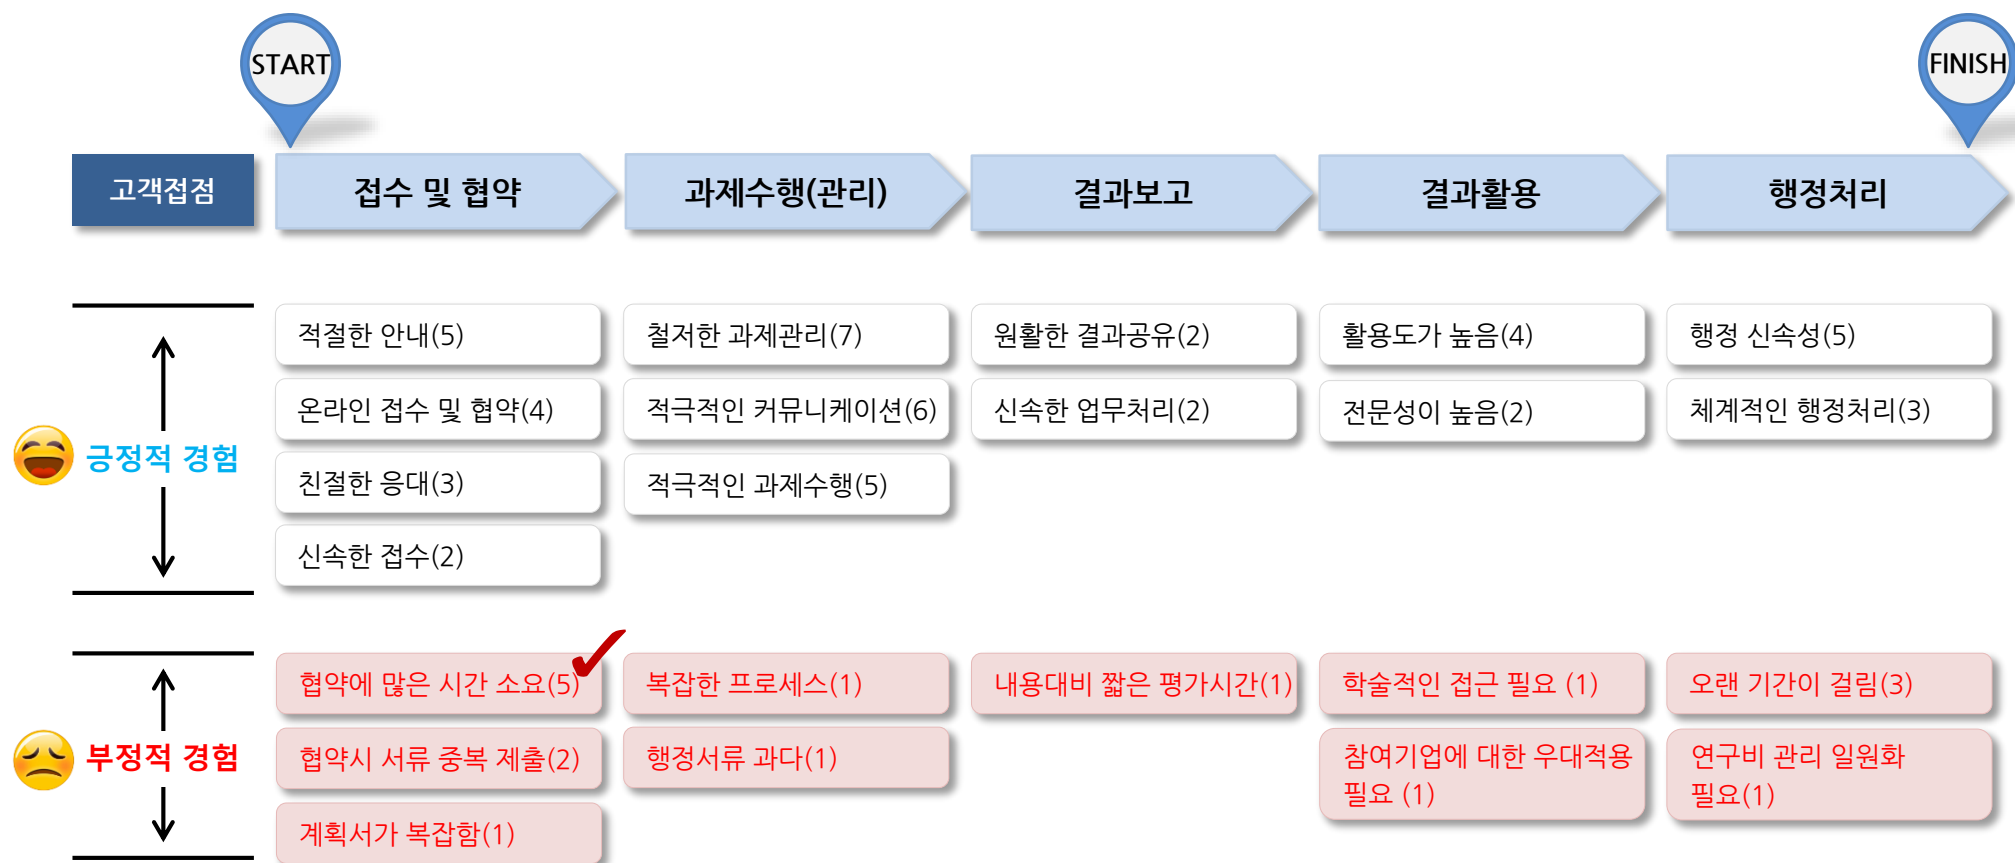 START
FINISH
고객접점
접수 및 협약
과제수행(관리)
결과보고
결과활용
행정처리
긍정적 경험
적절한 안내(5)
온라인 접수 및 협약(4)
친절한 응대(3)
신속한 접수(2)
철저한 과제관리(7)
적극적인 커뮤니케이션(6)
적극적인 과제수행(5)
원활한 결과공유(2)
신속한 업무처리(2)
활용도가 높음(4)
전문성이 높음(2)
행정 신속성(5)
체계적인 행정처리(3)
부정적 경험
협약에 많은 시간 소요(5)
협약시 서류 중복 제출(2)
계획서가 복잡함(1)
복잡한 프로세스(1)
행정서류 과다(1)
내용대비 짧은 평가시간(1)
학술적인 접근 필요 (1)
참여기업에 대한 우대적용
필요 (1)
오랜 기간이 걸림(3)
연구비 관리 일원화
필요(1)